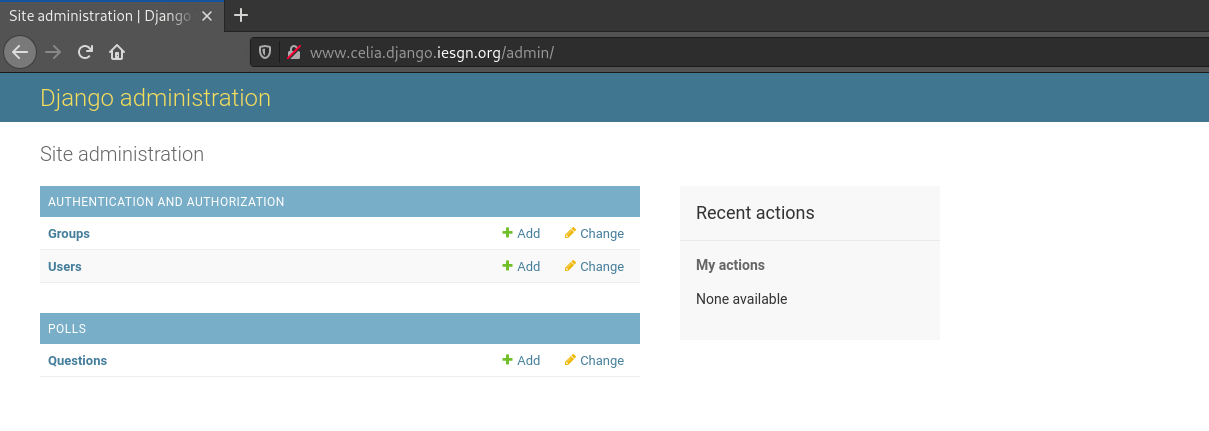 Site administration | Django
www.celia.django.iesgn.org/admin/
Django administration
Site administration
AUTHENTICATION AND AUTHORIZATION
Groups Add Change
Users Add Change
POLLS
Questions Add Change
Recent actions
My actions
None available